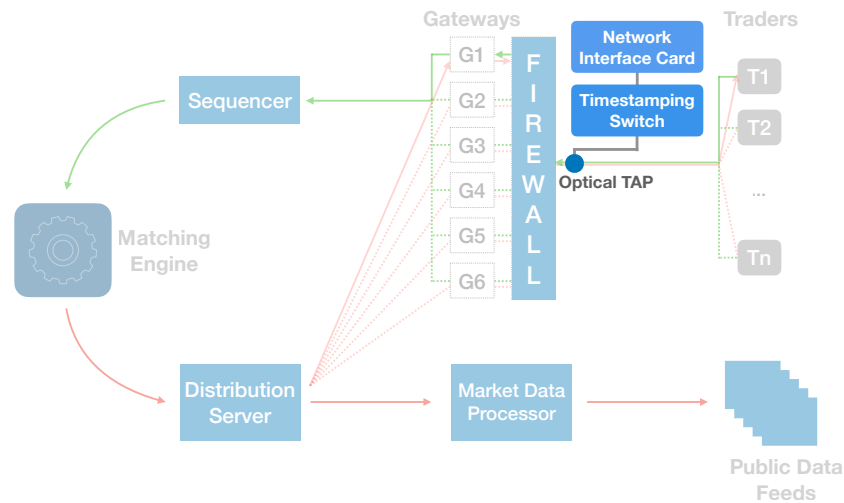 Gateways
Traders
G1
G2
G3
G4
G5
G6
F
I
R
E
W
A
L
L
Network
Interface Card
Timestamping
Switch
Optical TAP
T1
T2
...
Tn
Sequencer
Matching
Engine
Distribution
Server
Market Data
Processor
Public Data
Feeds